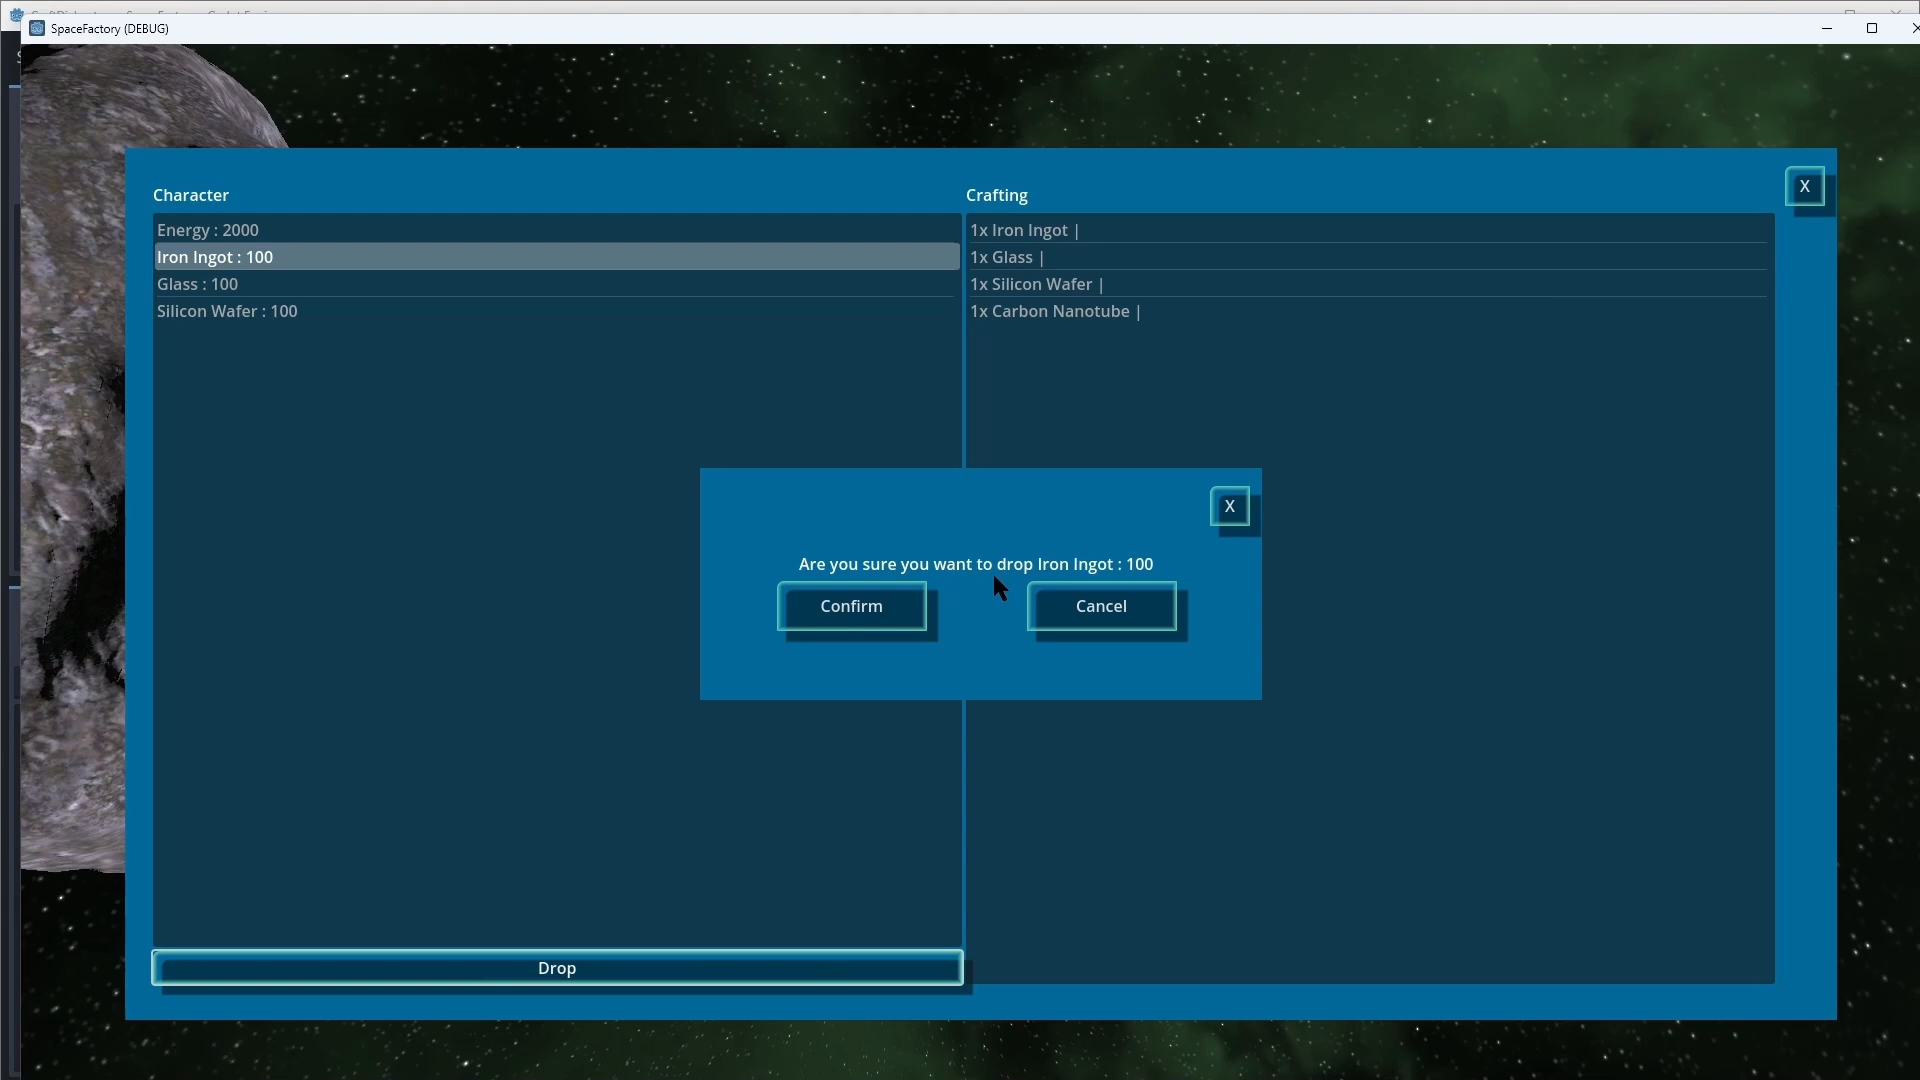 SpaceFactory (DEBUG)
Character
Crafting
X
Energy : 2000
Iron Ingot : 100
Glass : 100
Silicon Wafer : 100
1x Iron Ingot |
1x Glass |
1x Silicon Wafer |
1x Carbon Nanotube |
X
Are you sure you want to drop Iron Ingot : 100
Confirm
Cancel
Drop